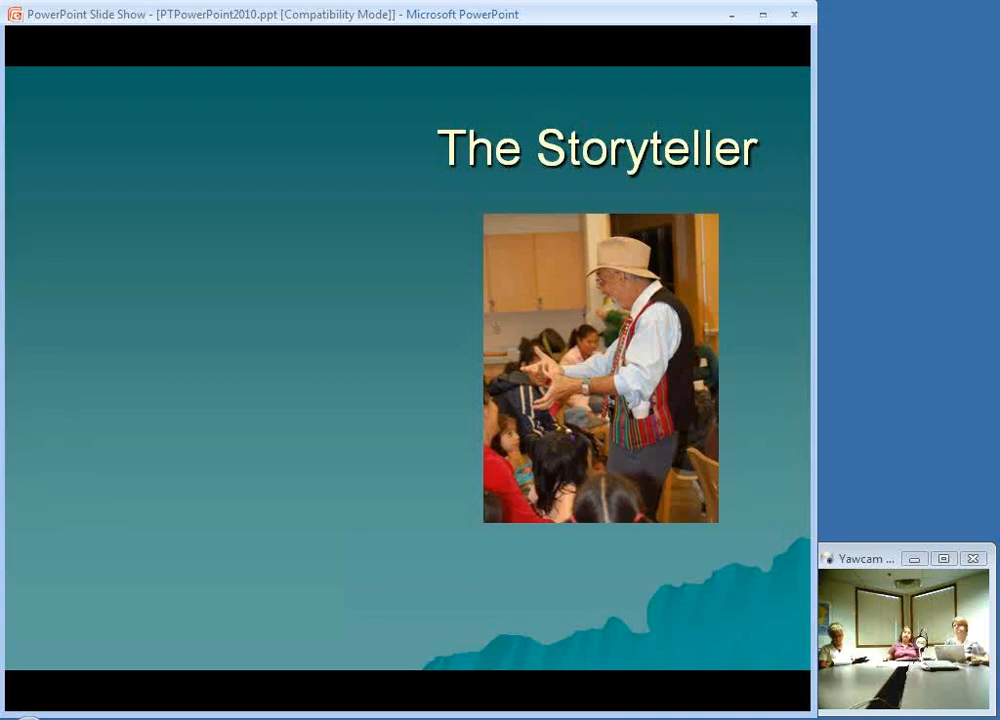 PowerPoint Slide Show - [PTPowerPoint2010.ppt [Compatibility Mode]] - Microsoft PowerPoint
The Storyteller
Yawcam ...